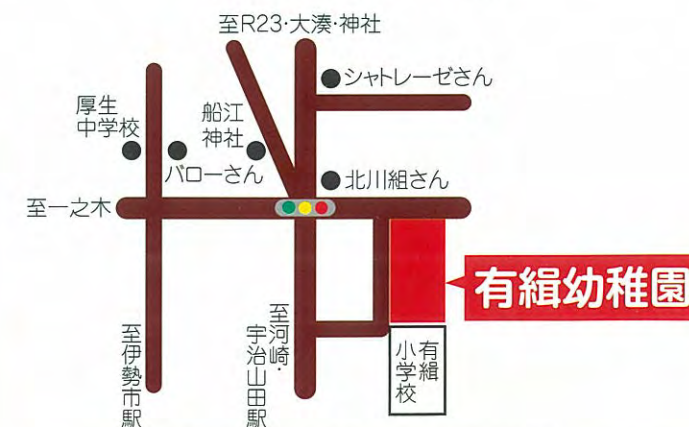 至R23･大湊･神社
シャトレーゼさん
厚生
中学校
船江
神社
バローさん
北川組さん
至一之木
有緝幼稚園
至河崎･
宇治山田駅
至伊勢市駅
有緝
小学校